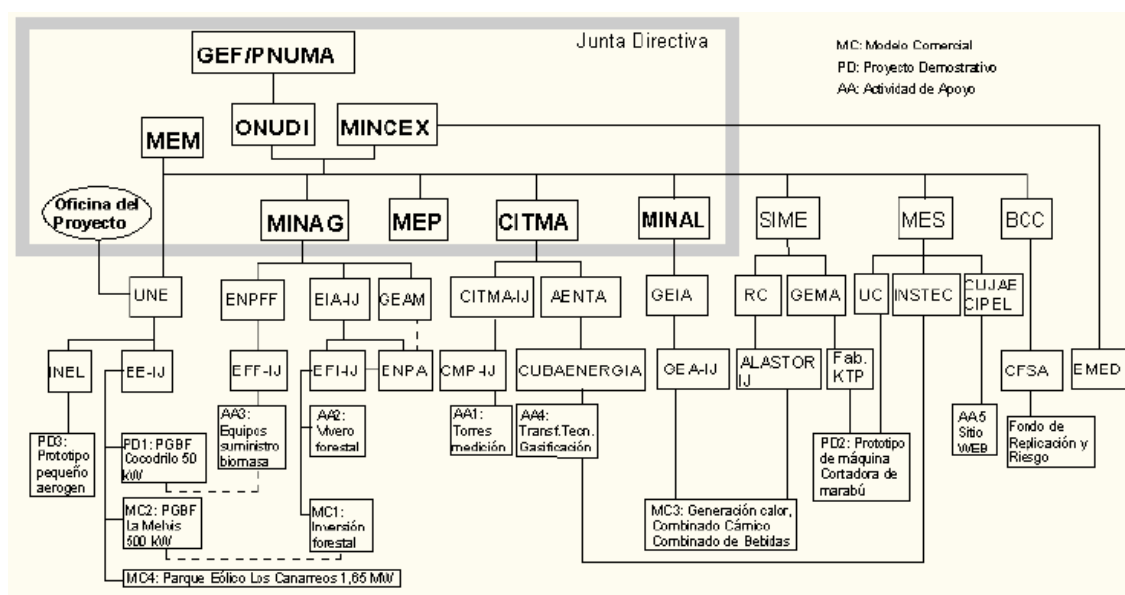 Junta Directiva
GEF/PNUMA
MC: Modelo Comercial
PD: Proyecto Demostrativo
AA: Actividad de Apoyo
MEM
ONUDI
MINCEX
Oficina del
Proyecto
MINAG
MEP
CITMA
MINAL
SIME
MES
BCC
UNE
ENPFF
EIA-IJ
GEAM
CITMA-IJ
AENTA
GEIA
RC
GEMA
UC
INSTEC
CUJAE
CIPEL
INEL
EE-IJ
EFF-IJ
EFI-IJ
ENPA
CMP-IJ
CUBAENERGIA
GEA-IJ
ALASTOR
IJ
Fab.
KTP
CFSA
EMED
PD3:
Prototipo
pequeño
aerogen
PD1: PGBF
Cocodrilo 50
kW
AA3:
Equipos
suministro
biomasa
AA2:
Vivero
forestal
AA1:
Torres
medición
AA4:
Transf.Tecn.
Gasificación
PD2: Prototipo
de máquina
Cortadora de
marabú
AA5
Sitio
WEB
Fondo de
Replicación y
Riesgo
MC2: PGBF
La Melvis
500 kW
MC1:
Inversión
forestal
MC3: Generación calor,
Combinado Cárnico
Combinado de Bebidas
MC4: Parque Eólico Los Canarreos 1,65 MW